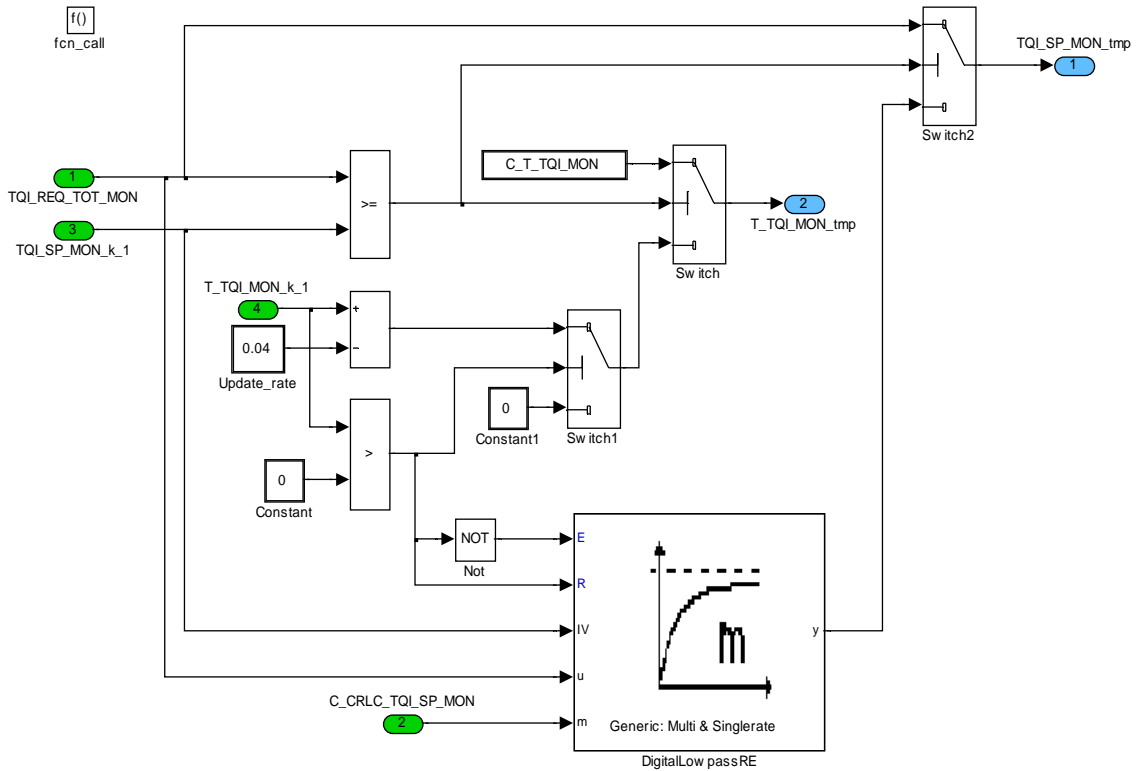 f()
fcn_call
TQI_SP_MON_tmp
1
Switch2
1
TQI_REQ_TOT_MON
3
TQI_SP_MON_k_1
>=
C_T_TQI_MON
2
T_TQI_MON_tmp
Switch
T_TQI_MON_k_1
4
+
−
0.04
Update_rate
0
Constant1
Switch1
>
0
Constant
NOT
Not
E
R
IV
u
m
y
m
C_CRLC_TQI_SP_MON
2
Generic: Multi & Singlerate
DigitalLow passRE